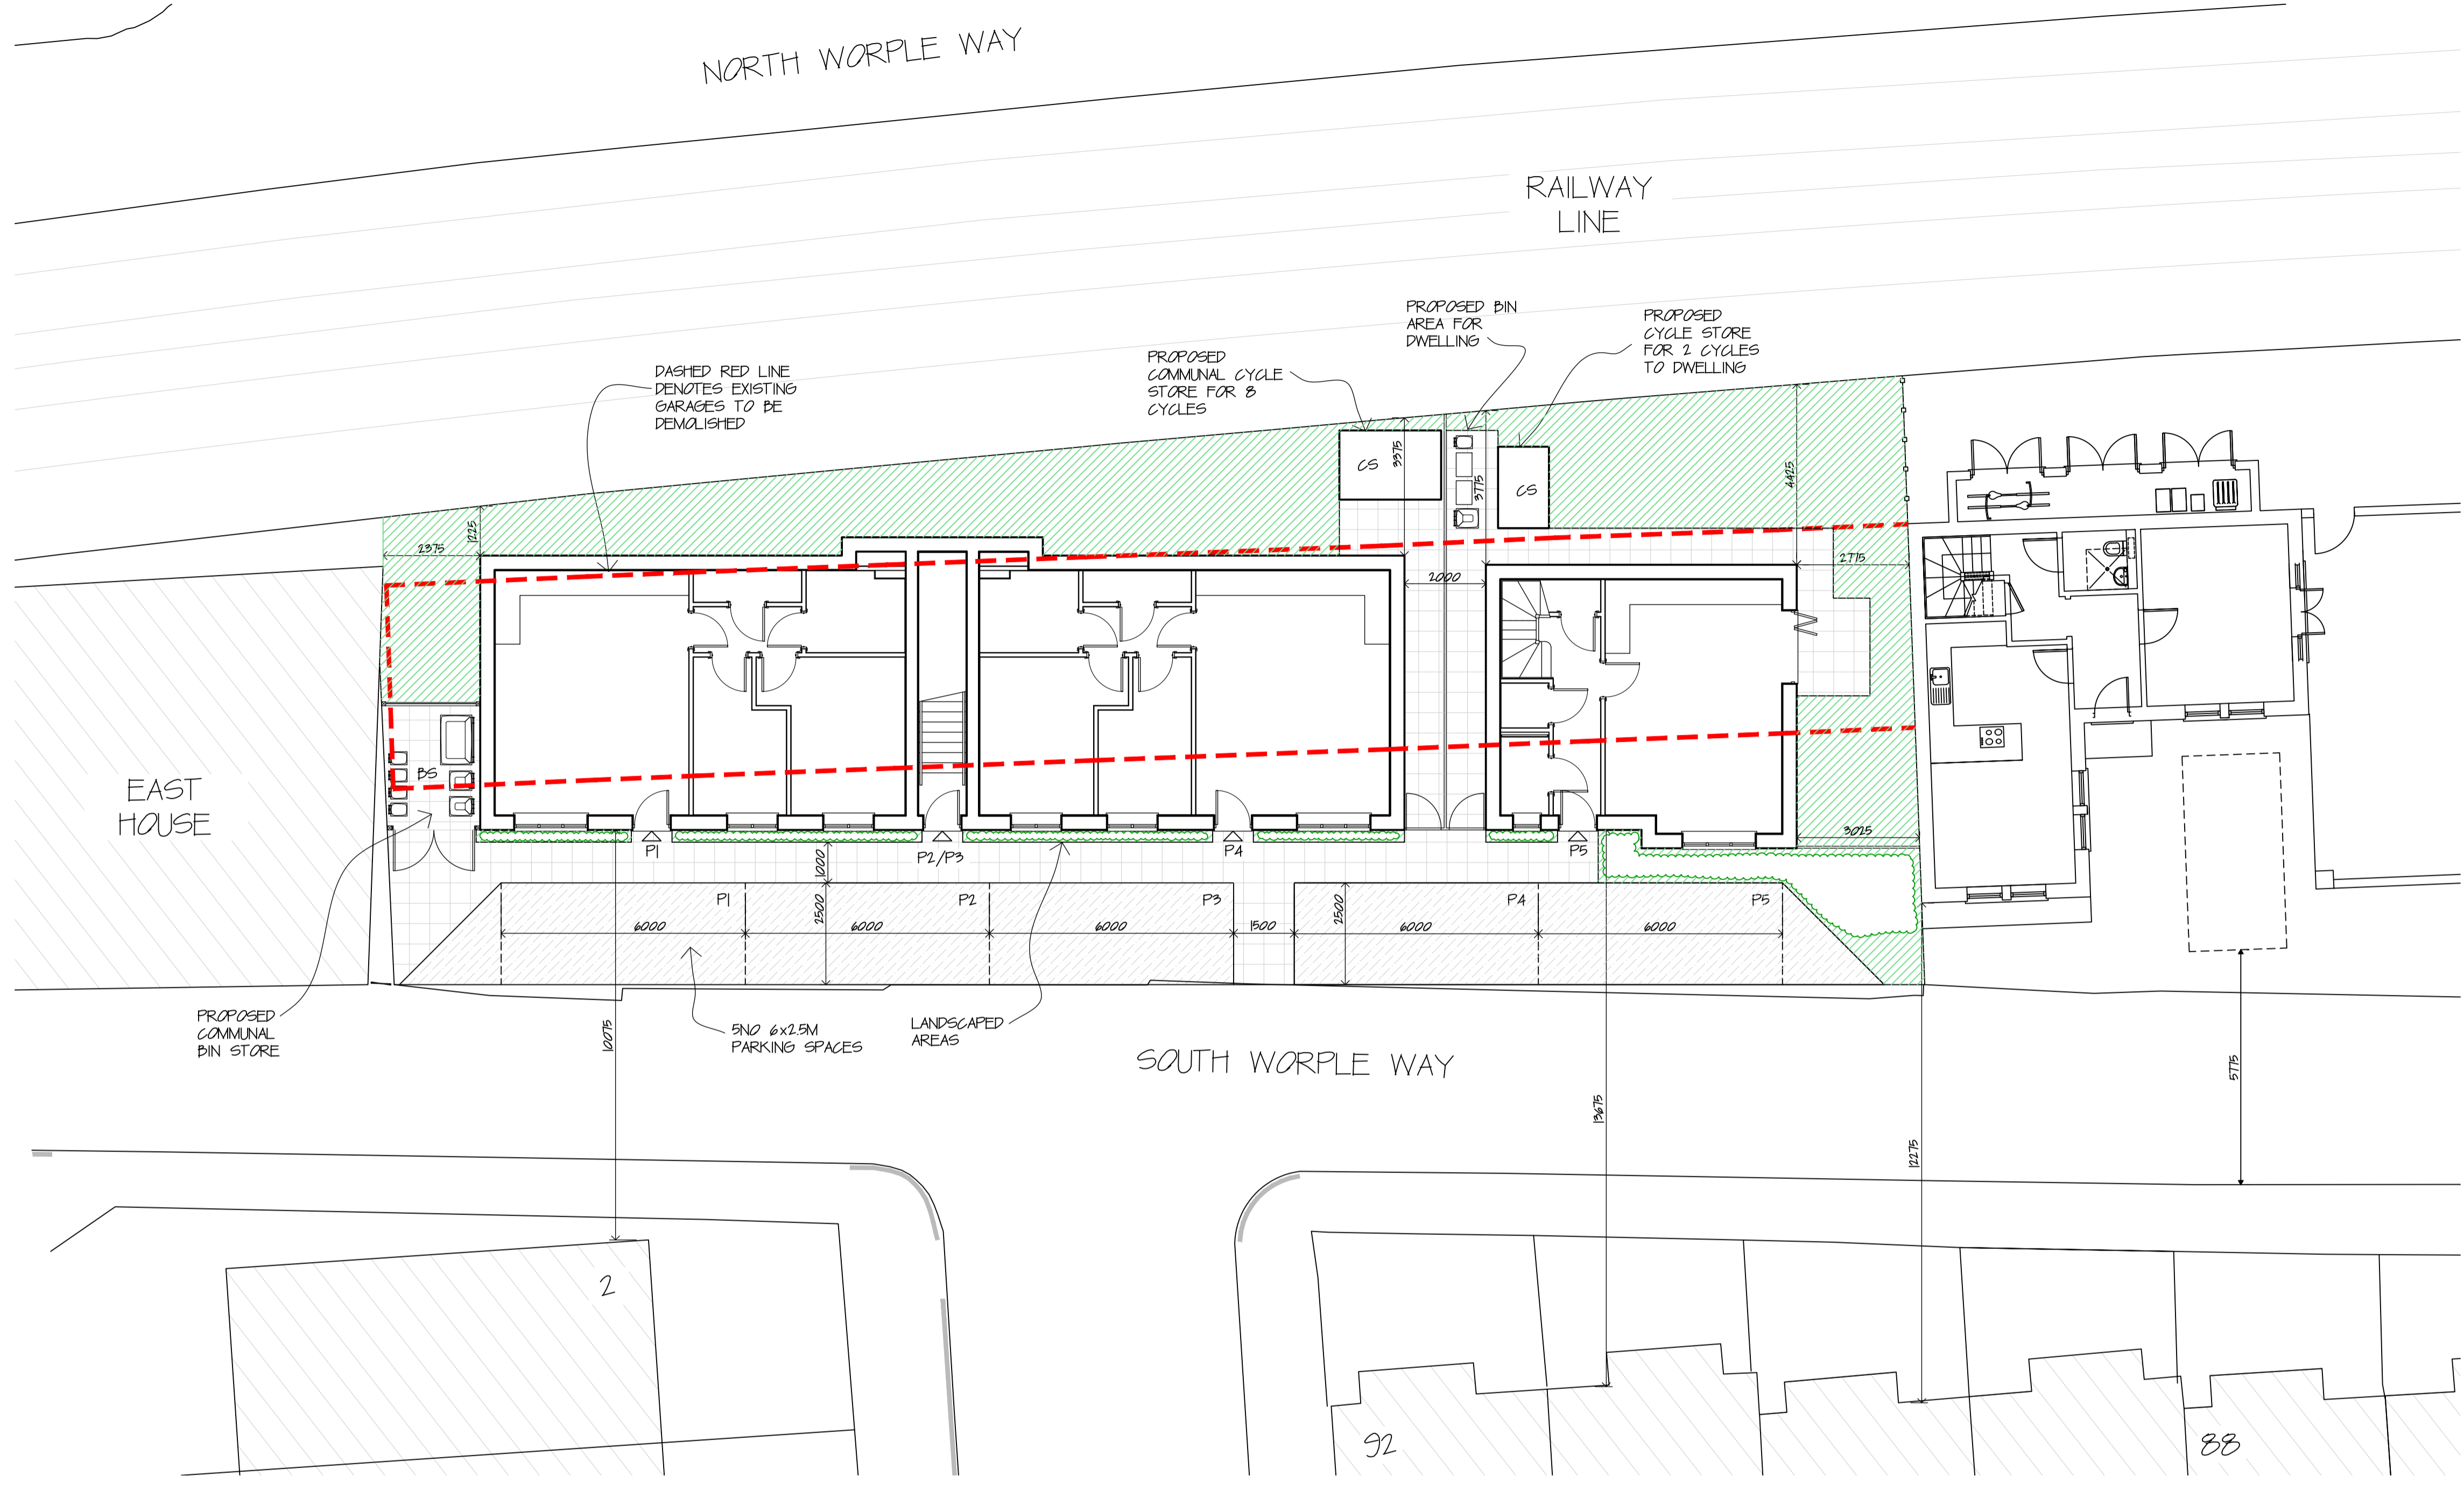 NORTH WORPLE WAY
RAILWAY
LINE
PROPOSED BIN
AREA FOR
DWELLING
PROPOSED
CYCLE STORE
FOR 2 CYCLES
TO DWELLING
PROPOSED
COMMUNAL CYCLE
STORE FOR 8
CYCLES
DASHED RED LINE
DENOTES EXISTING
GARAGES TO BE
DEMOLISHED
CS
3375
3775
CS
4425
1225
2375
2000
2775
BS
EAST
HOUSE
3025
P1
P2/P3
P4
P5
1000
P1
P2
P3
P4
P5
2500
2500
6000
6000
6000
1500
6000
6000
PROPOSED
COMMUNAL
BIN STORE
5NO 6x2.5M
PARKING SPACES
LANDSCAPED
AREAS
SOUTH WORPLE WAY
10075
13675
12275
5775
2
92
88